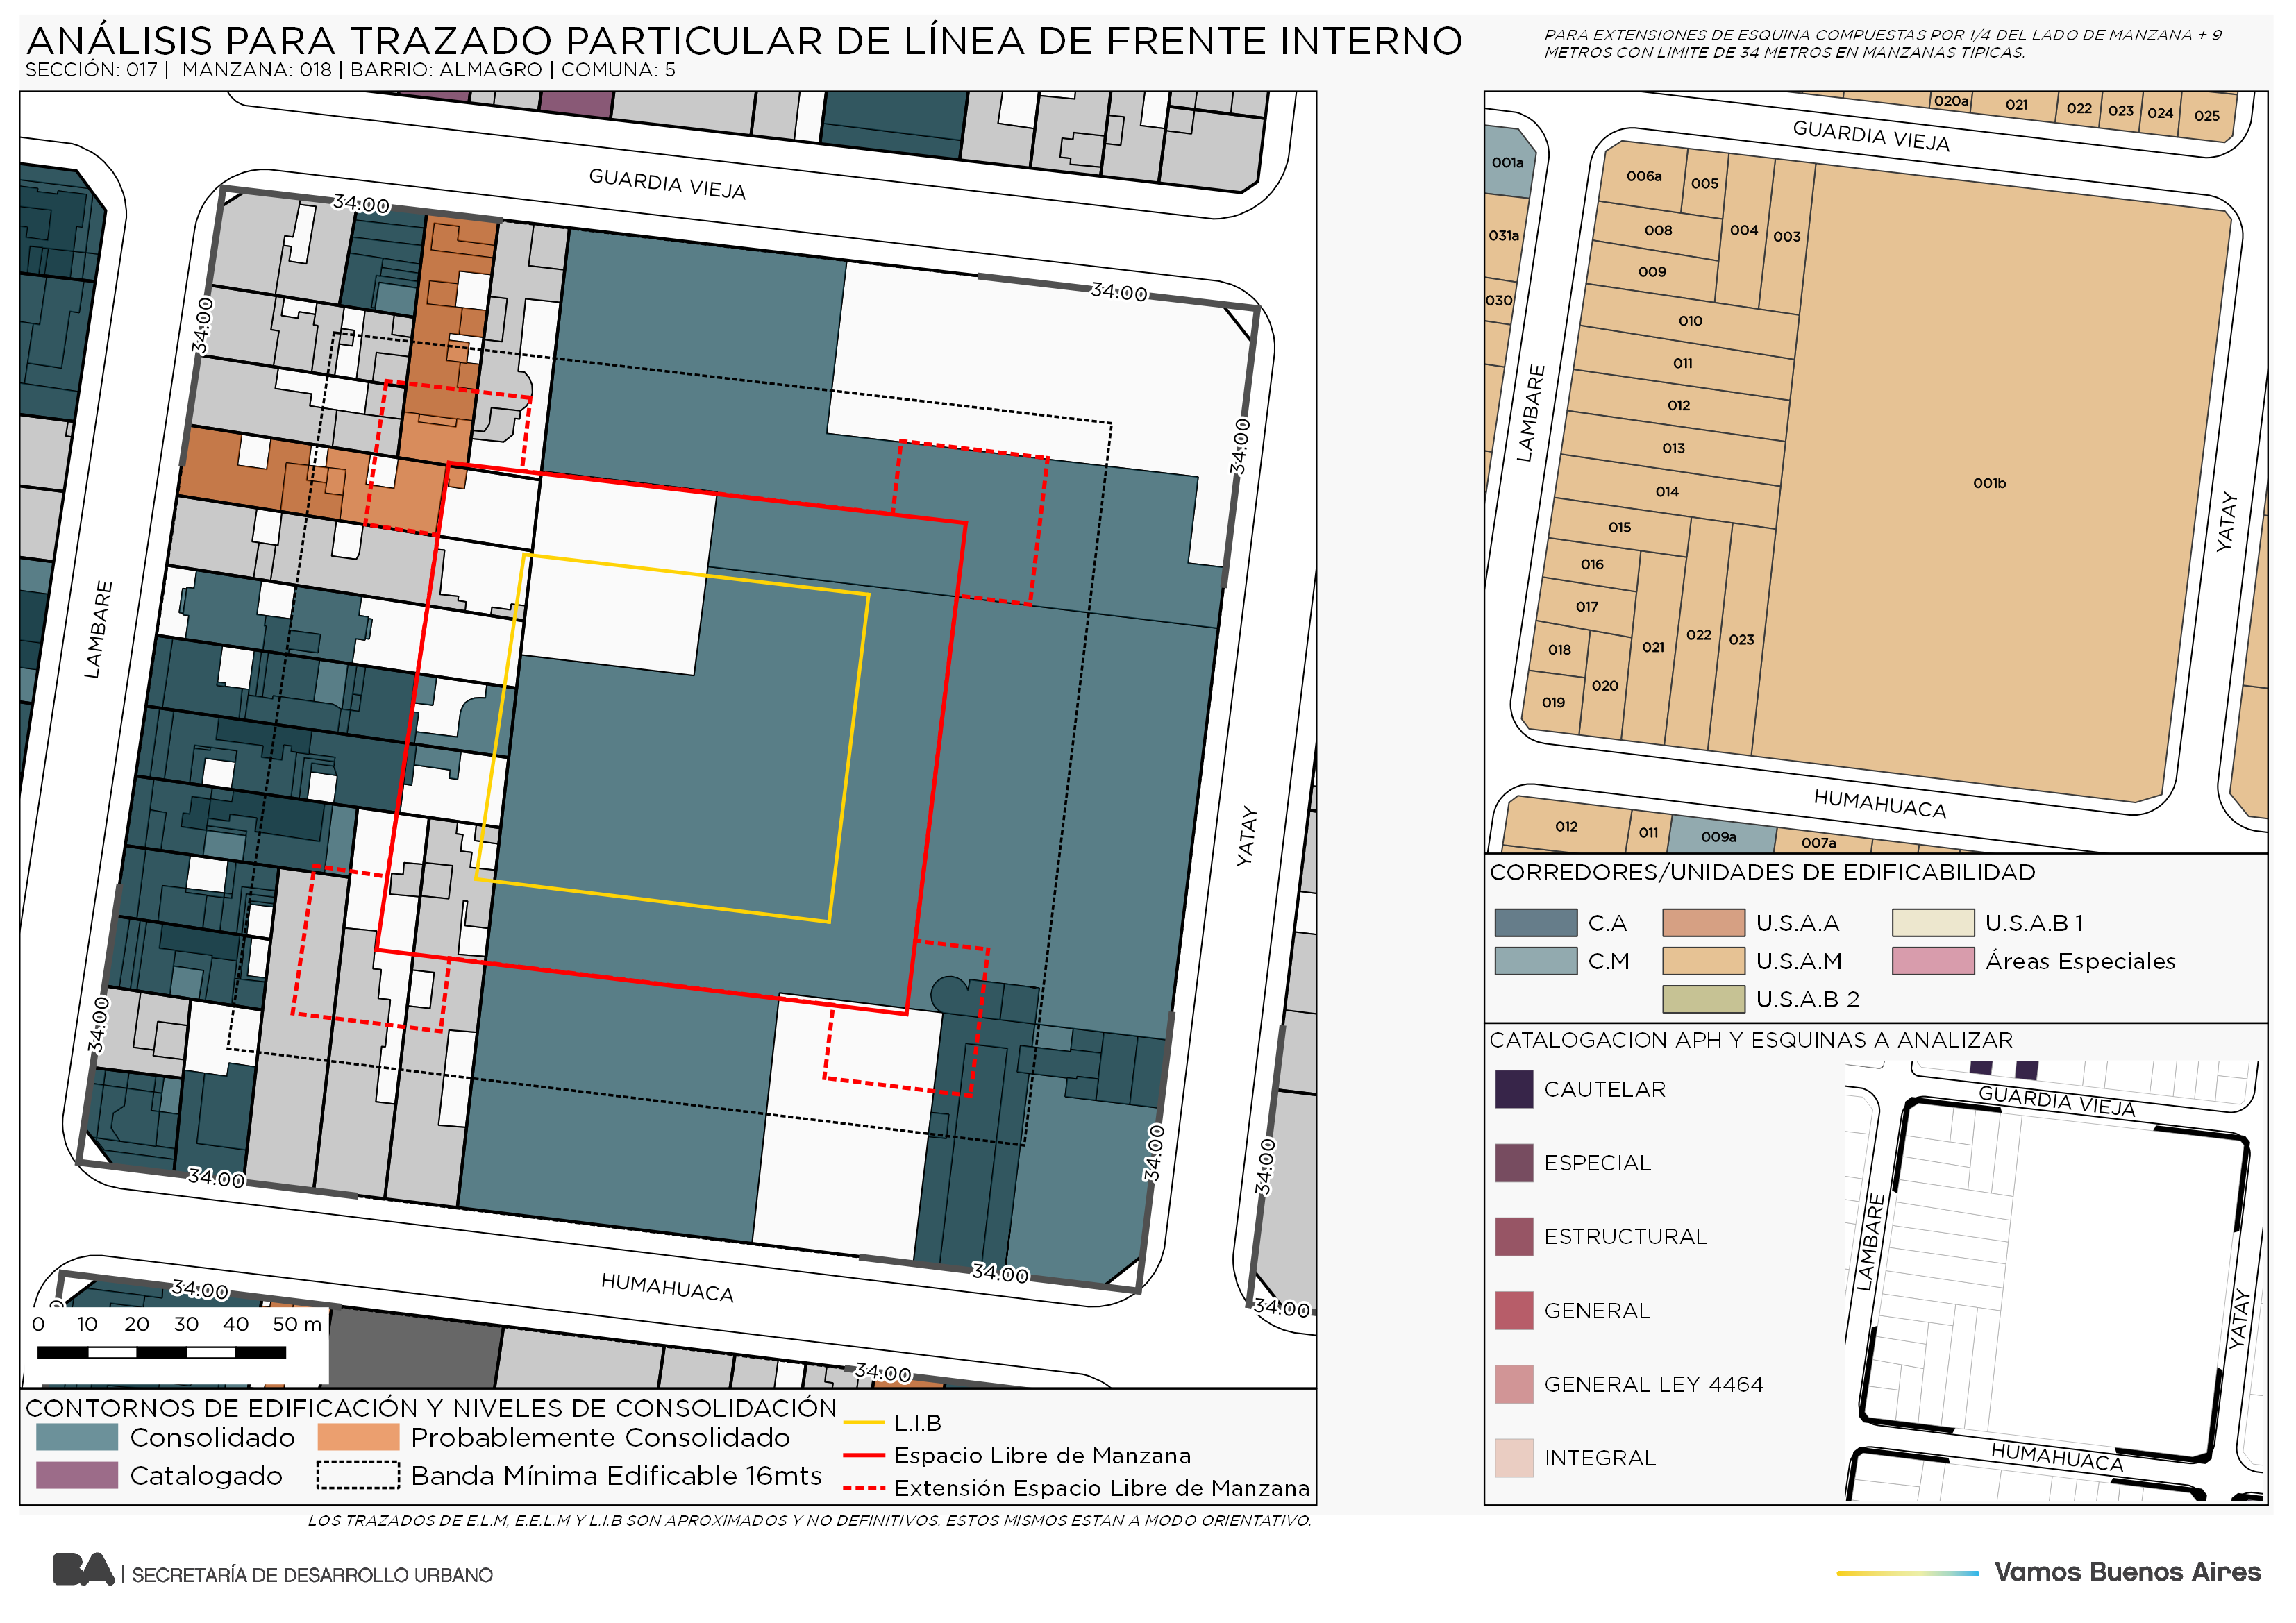 ANÁLISIS PARA TRAZADO PARTICULAR DE LÍNEA DE FRENTE INTERNO
SECCIÓN: 017 | MANZANA: 018 | BARRIO: ALMAGRO | COMUNA: 5
PARA EXTENSIONES DE ESQUINA COMPUESTAS POR 1/4 DEL LADO DE MANZANA + 9
METROS CON LIMITE DE 34 METROS EN MANZANAS TIPICAS.
GUARDIA VIEJA
34:00
34:00
34:00
34:00
LAMBARE
YATAY
34:00
34:00
34:00
34:00
34:00
HUMAHUACA
34:00
34:00
34:00
0 10 20 30 40 50 m
CONTORNOS DE EDIFICACIÓN Y NIVELES DE CONSOLIDACIÓN
Consolidado
Probablemente Consolidado
Catalogado
Banda Mínima Edificable 16mts
L.I.B
Espacio Libre de Manzana
Extensión Espacio Libre de Manzana
020a 021 022 023 024 025
GUARDIA VIEJA
001a
006a 005
031a
008 004 003
009
030
010
011
012
013
014
001b
015
016
017
018 021 022 023
020
019
LAMBARE
YATAY
HUMAHUACA
012 011 009a 007a
CORREDORES/UNIDADES DE EDIFICABILIDAD
C.A
U.S.A.A
U.S.A.B 1
C.M
U.S.A.M
Áreas Especiales
U.S.A.B 2
CATALOGACION APH Y ESQUINAS A ANALIZAR
CAUTELAR
ESPECIAL
ESTRUCTURAL
GENERAL
GENERAL LEY 4464
INTEGRAL
GUARDIA VIEJA
LAMBARE
YATAY
HUMAHUACA
LOS TRAZADOS DE E.L.M, E.E.L.M Y L.I.B SON APROXIMADOS Y NO DEFINITIVOS. ESTOS MISMOS ESTAN A MODO ORIENTATIVO.
BA | SECRETARÍA DE DESARROLLO URBANO
Vamos Buenos Aires